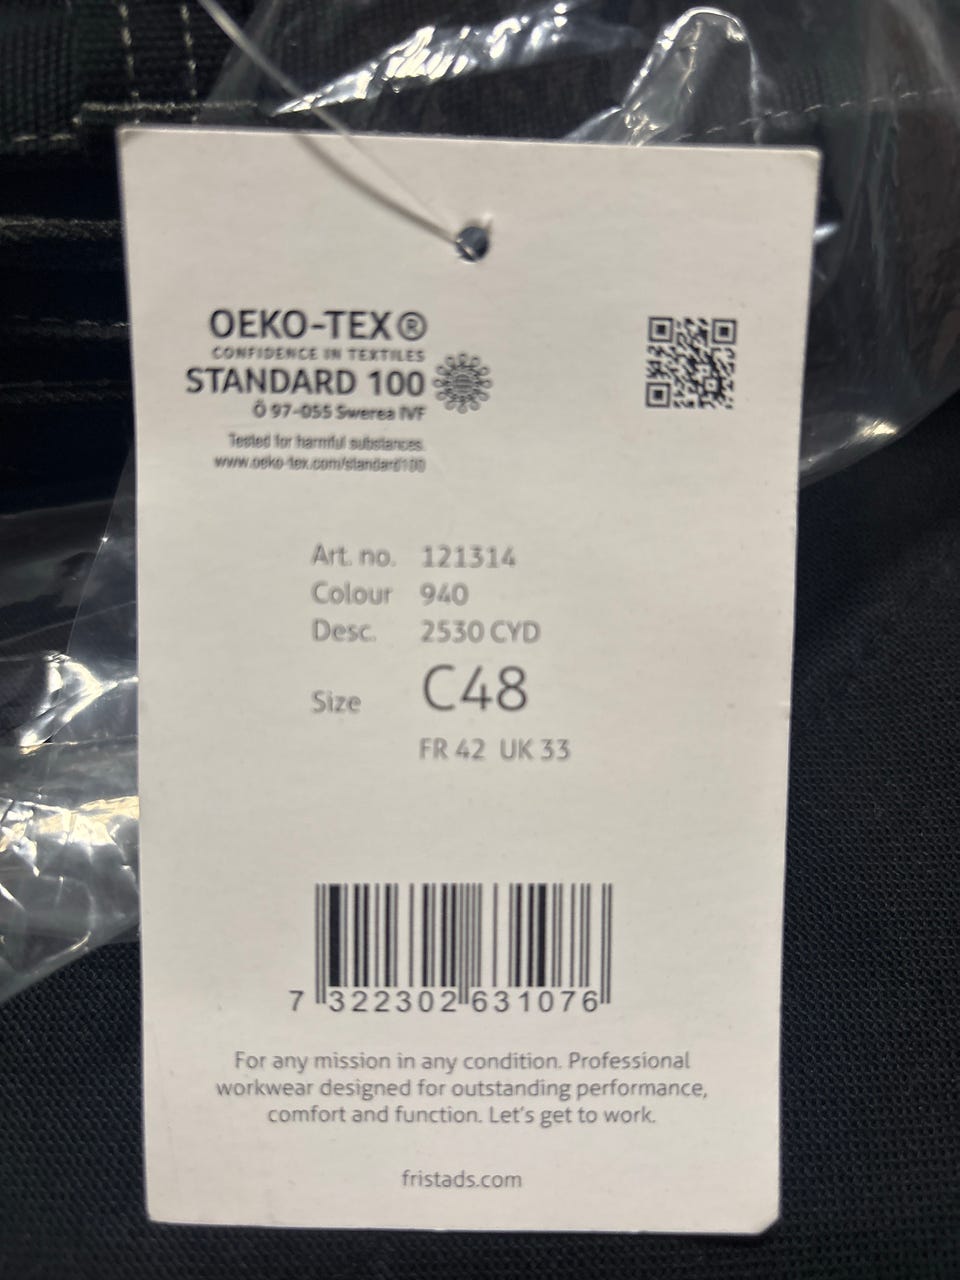 OEKO-TEX®
CONFIDENCE IN TEXTILES
STANDARD 100
Ö 97-055 Swerea IVF
Tested for harmful substances.
www.oeko-tex.com/standard100
Art. no. 121314
Colour 940
Desc. 2530 CYD
Size C48
FR 42 UK 33
7 322302 631076
For any mission in any condition. Professional
workwear designed for outstanding performance,
comfort and function. Let's get to work.
fristads.com